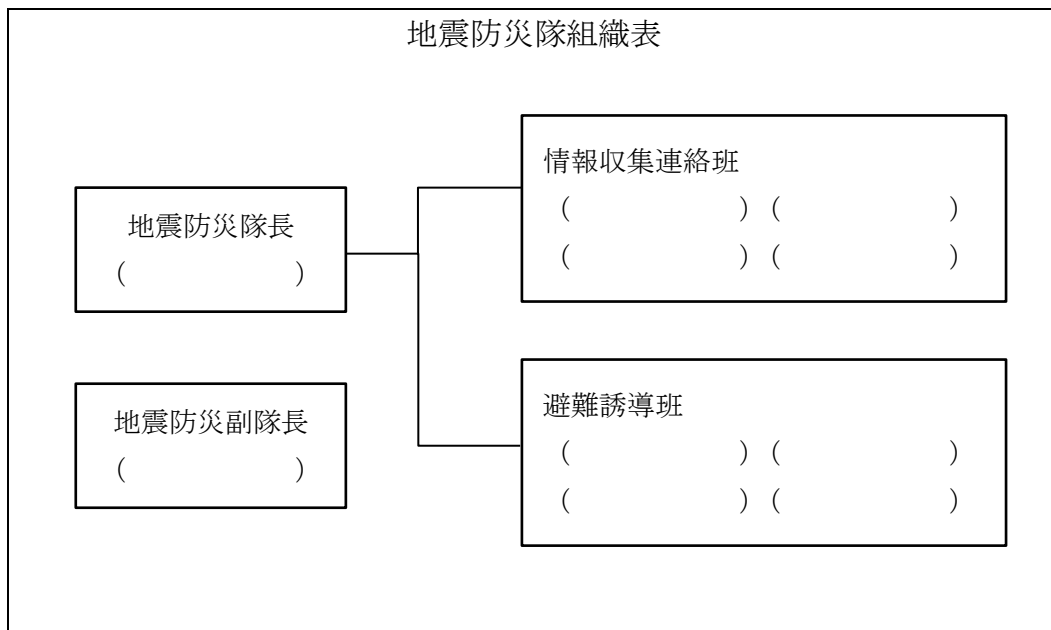 地震防災隊組織表
地震防災隊長
（　　　　　　　）
地震防災副隊長
（　　　　　　　）
情報収集連絡班
（　　　　　　　）（　　　　　　　）
（　　　　　　　）（　　　　　　　）
避難誘導班
（　　　　　　　）（　　　　　　　）
（　　　　　　　）（　　　　　　　）